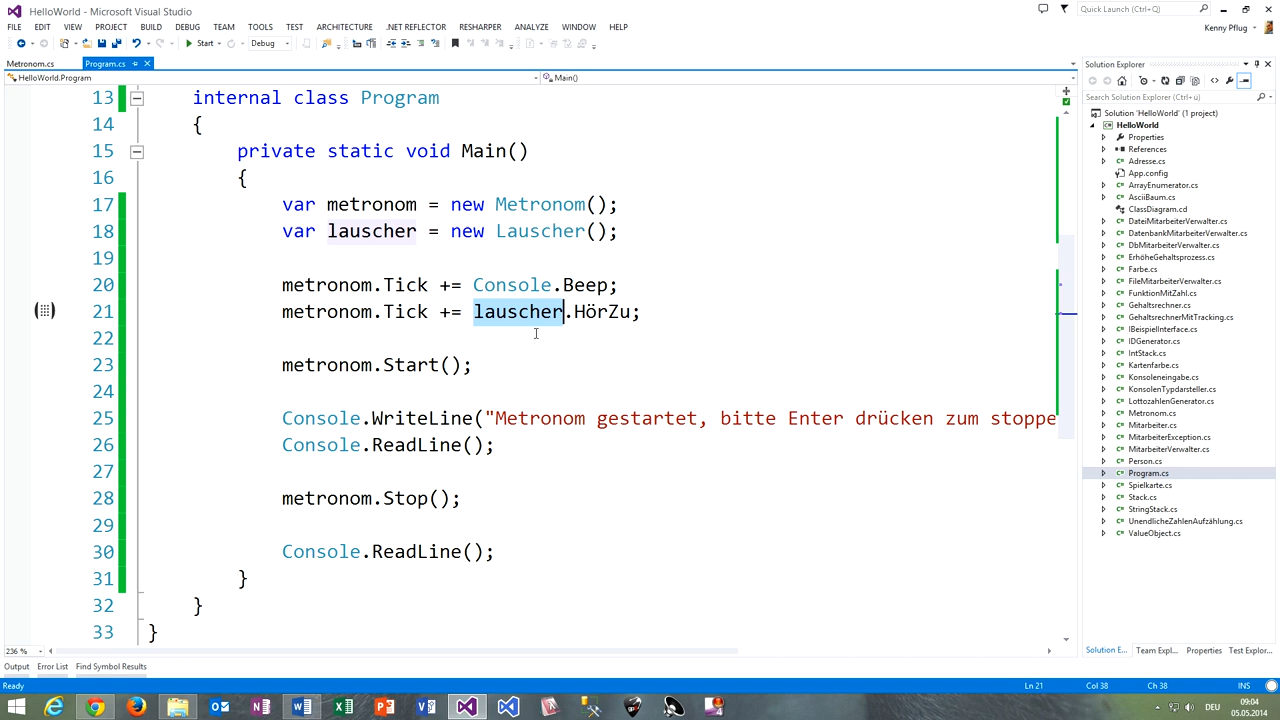 HelloWorld - Microsoft Visual Studio
Quick Launch (Ctrl+Q)
FILE EDIT VIEW PROJECT BUILD DEBUG TEAM TOOLS TEST ARCHITECTURE .NET REFLECTOR RESHARPER ANALYZE WINDOW HELP
Kenny Pflug
Start Debug
Metronom.cs Program.cs
HelloWorld.Program Main()
13 internal class Program
14 {
15 private static void Main()
16 {
17 var metronom = new Metronom();
18 var lauscher = new Lauscher();
19
20 metronom.Tick += Console.Beep;
21 metronom.Tick += lauscher.HörZu;
22
23 metronom.Start();
24
25 Console.WriteLine("Metronom gestartet, bitte Enter drücken zum stoppe
26 Console.ReadLine();
27
28 metronom.Stop();
29
30 Console.ReadLine();
31 }
32 }
33 }
236 %
Solution Explorer
Search Solution Explorer (Ctrl+ü)
Solution 'HelloWorld' (1 project)
HelloWorld
Properties
References
Adresse.cs
App.config
ArrayEnumerator.cs
AsciiBaum.cs
ClassDiagram.cd
DateiMitarbeiterVerwalter.cs
DatenbankMitarbeiterVerwalter.cs
DbMitarbeiterVerwalter.cs
ErhöheGehaltsprozess.cs
Farbe.cs
FileMitarbeiterVerwalter.cs
FunktionMitZahl.cs
Gehaltsrechner.cs
GehaltsrechnerMitTracking.cs
IBeispielInterface.cs
IDGenerator.cs
IntStack.cs
Kartenfarbe.cs
Konsoleneingabe.cs
KonsolenTypdarsteller.cs
LottozahlenGenerator.cs
Metronom.cs
Mitarbeiter.cs
MitarbeiterException.cs
MitarbeiterVerwalter.cs
Person.cs
Program.cs
Spielkarte.cs
Stack.cs
StringStack.cs
UnendlicheZahlenAufzählung.cs
ValueObject.cs
Solution E... Team Expl... Properties Test Explor...
Output Error List Find Symbol Results
Ready Ln 21 Col 38 Ch 38 INS
DEU 09:04
05.05.2014